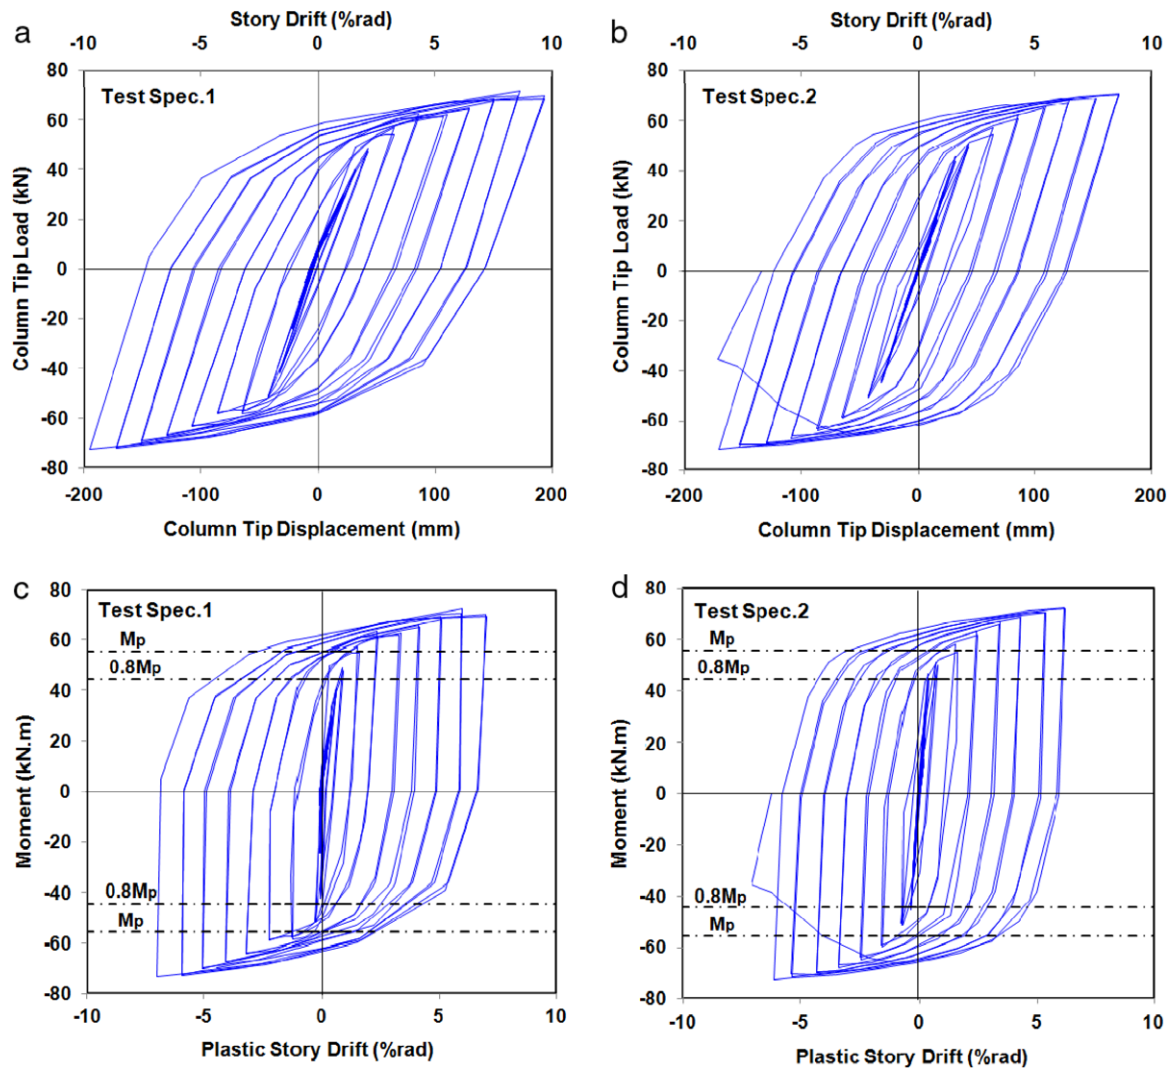 a
Story Drift (%rad)
-10 -5 0 5 10
80
60
40
20
0
-20
-40
-60
-80
Test Spec.1
Column Tip Load (kN)
-200 -100 0 100 200
Column Tip Displacement (mm)
b
Story Drift (%rad)
-10 -5 0 5 10
80
60
40
20
0
-20
-40
-60
-80
Test Spec.2
Column Tip Load (kN)
-200 -100 0 100 200
Column Tip Displacement (mm)
c
80
60
40
20
0
-20
-40
-60
-80
Test Spec.1
Mp
0.8Mp
0.8Mp
Mp
Moment (kN.m)
-10 -5 0 5 10
Plastic Story Drift (%rad)
d
80
60
40
20
0
-20
-40
-60
-80
Test Spec.2
Mp
0.8Mp
0.8Mp
Mp
Moment (kN.m)
-10 -5 0 5 10
Plastic Story Drift (%rad)